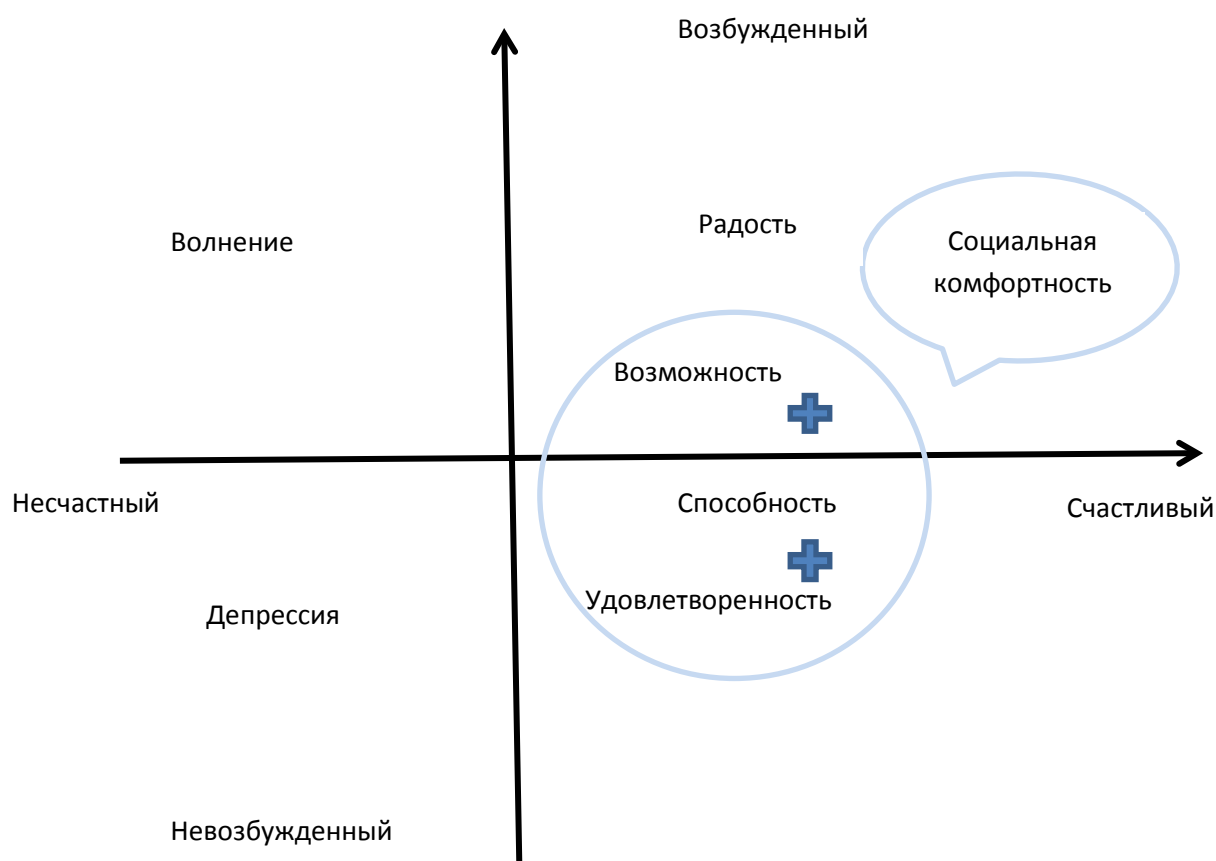 Возбужденный
Волнение
Радость
Социальная
комфортность
Возможность
Несчастный
Способность
Счастливый
Депрессия
Удовлетворенность
Невозбужденный